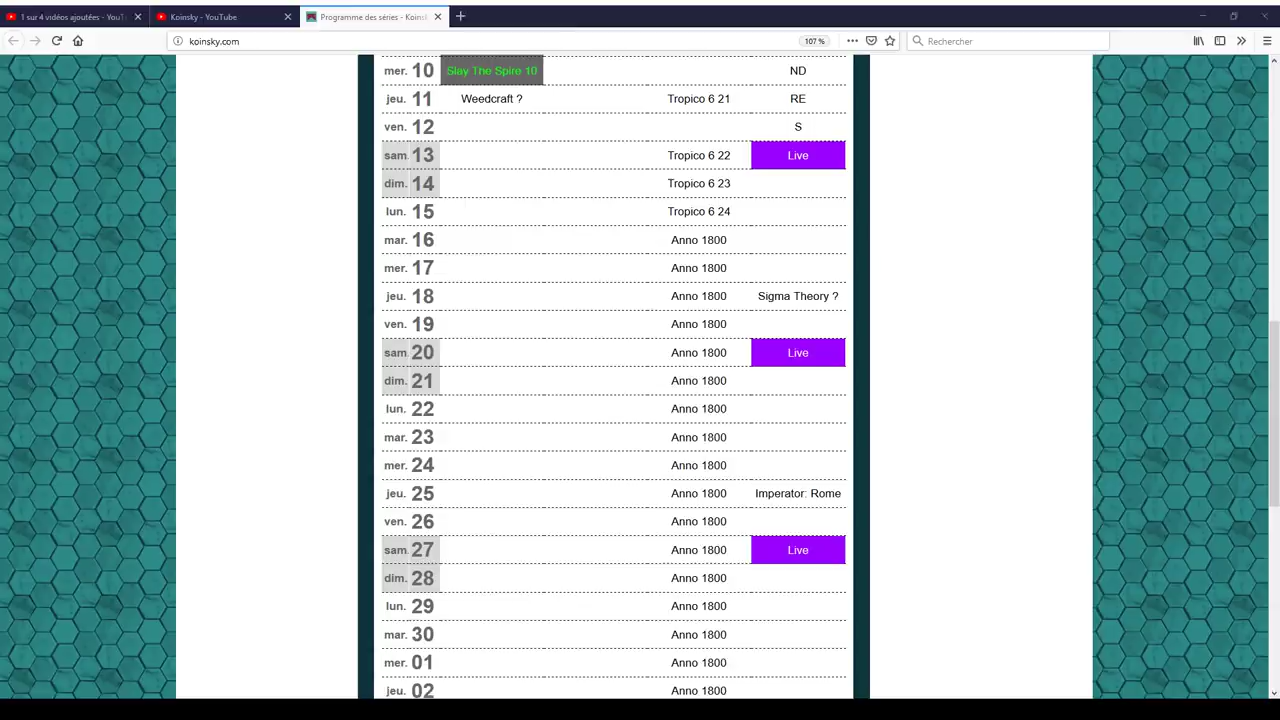 1 sur 4 vidéos ajoutées - YouT
Koinsky - YouTube
Programme des séries - Koins
koinsky.com
107 %
Rechercher
mer. 10 Slay The Spire 10 ND
jeu. 11 Weedcraft ? Tropico 6 21 RE
ven. 12 S
sam. 13 Tropico 6 22 Live
dim. 14 Tropico 6 23
lun. 15 Tropico 6 24
mar. 16 Anno 1800
mer. 17 Anno 1800
jeu. 18 Anno 1800 Sigma Theory ?
ven. 19 Anno 1800
sam. 20 Anno 1800 Live
dim. 21 Anno 1800
lun. 22 Anno 1800
mar. 23 Anno 1800
mer. 24 Anno 1800
jeu. 25 Anno 1800 Imperator: Rome
ven. 26 Anno 1800
sam. 27 Anno 1800 Live
dim. 28 Anno 1800
lun. 29 Anno 1800
mar. 30 Anno 1800
mer. 01 Anno 1800
jeu. 02 Anno 1800